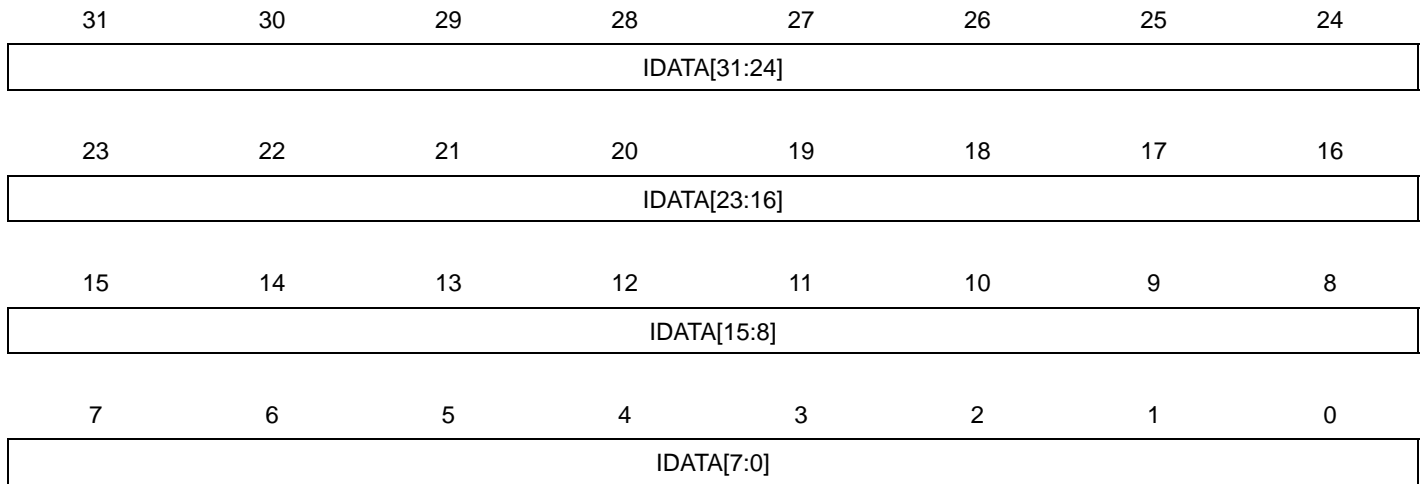 31 30 29 28 27 26 25 24
IDATA[31:24]
23 22 21 20 19 18 17 16
IDATA[23:16]
15 14 13 12 11 10 9 8
IDATA[15:8]
7 6 5 4 3 2 1 0
IDATA[7:0]